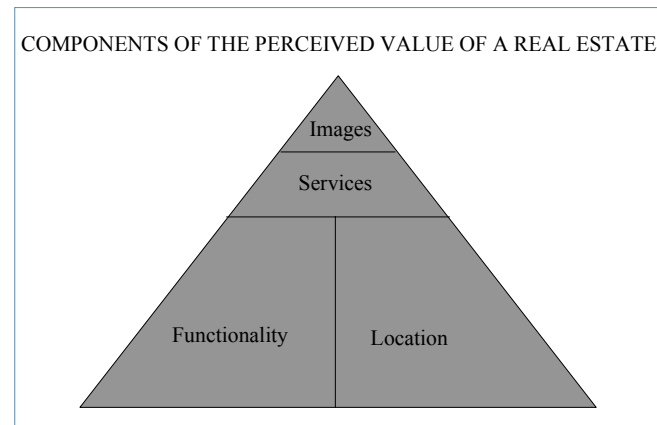 COMPONENTS OF THE PERCEIVED VALUE OF A REAL ESTATE
Images
Services
Functionality
Location